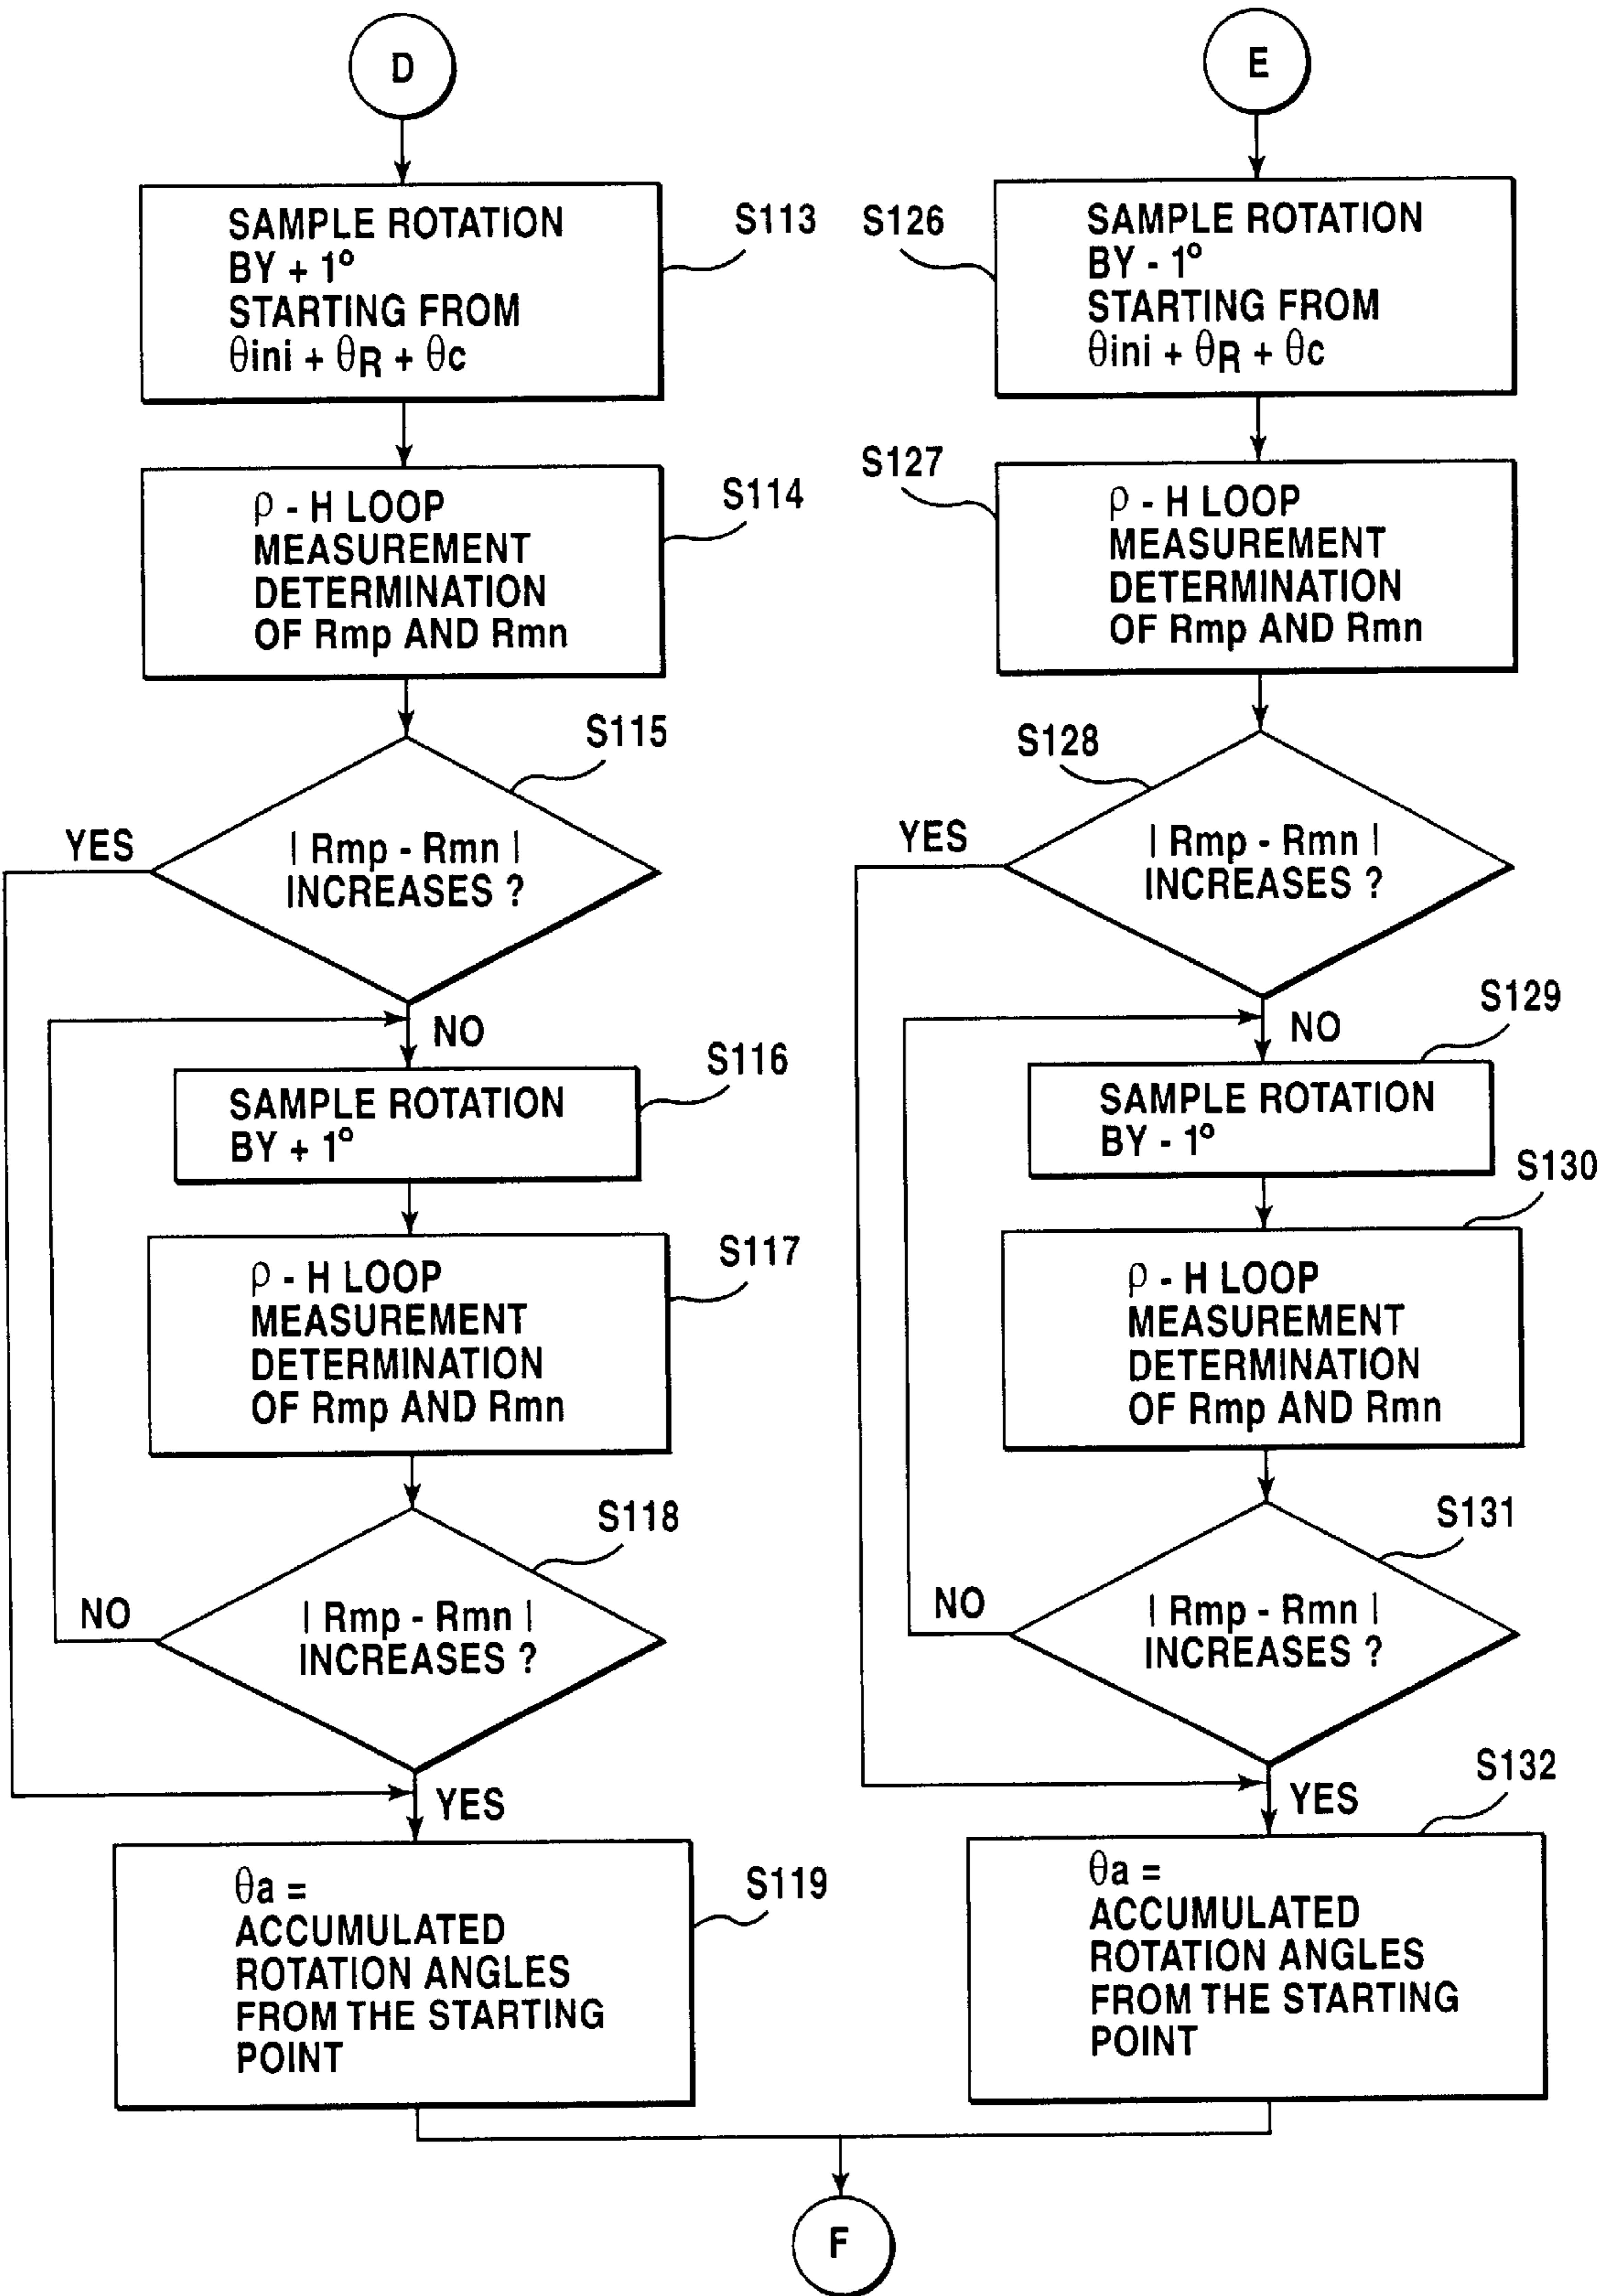 D
SAMPLE ROTATION
BY + 1°
STARTING FROM
θini + θR + θc
S113
ρ - H LOOP
MEASUREMENT
DETERMINATION
OF Rmp AND Rmn
S114
S115
| Rmp - Rmn |
INCREASES ?
YES
NO
SAMPLE ROTATION
BY + 1°
S116
ρ - H LOOP
MEASUREMENT
DETERMINATION
OF Rmp AND Rmn
S117
S118
| Rmp - Rmn |
INCREASES ?
NO
YES
θa =
ACCUMULATED
ROTATION ANGLES
FROM THE STARTING
POINT
S119
E
S126
SAMPLE ROTATION
BY - 1°
STARTING FROM
θini + θR + θc
S127
ρ - H LOOP
MEASUREMENT
DETERMINATION
OF Rmp AND Rmn
S128
| Rmp - Rmn |
INCREASES ?
YES
NO
S129
SAMPLE ROTATION
BY - 1°
S130
ρ - H LOOP
MEASUREMENT
DETERMINATION
OF Rmp AND Rmn
S131
| Rmp - Rmn |
INCREASES ?
NO
YES
S132
θa =
ACCUMULATED
ROTATION ANGLES
FROM THE STARTING
POINT
F